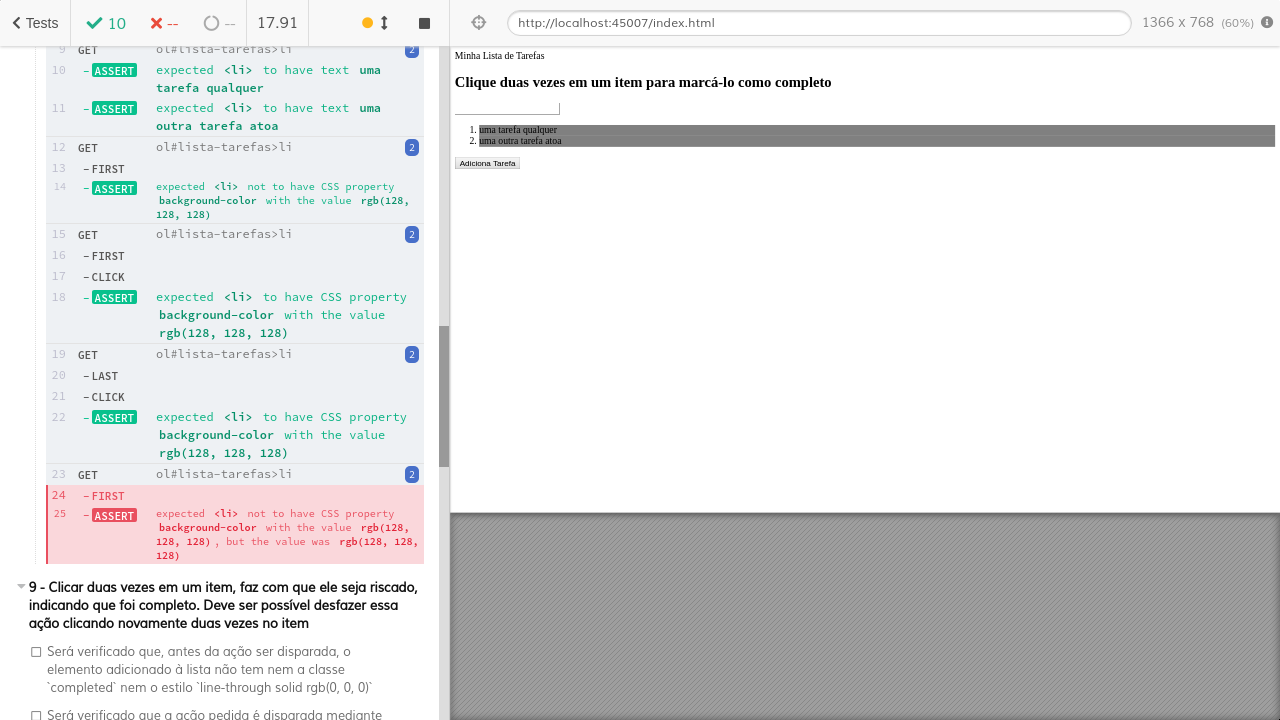 Tests
10
--
--
17.91
http://localhost:45007/index.html
1366 x 768 (60%)
9 GET ol#lista-tarefas>li 2
10 -ASSERT expected <li> to have text uma
tarefa qualquer
11 -ASSERT expected <li> to have text uma
outra tarefa atoa
12 GET ol#lista-tarefas>li 2
13 -FIRST
14 -ASSERT expected <li> not to have CSS property
background-color with the value rgb(128,
128, 128)
15 GET ol#lista-tarefas>li 2
16 -FIRST
17 -CLICK
18 -ASSERT expected <li> to have CSS property
background-color with the value
rgb(128, 128, 128)
19 GET ol#lista-tarefas>li 2
20 -LAST
21 -CLICK
22 -ASSERT expected <li> to have CSS property
background-color with the value
rgb(128, 128, 128)
23 GET ol#lista-tarefas>li 2
24 -FIRST
25 -ASSERT expected <li> not to have CSS property
background-color with the value rgb(128,
128, 128), but the value was rgb(128, 128,
128)
9 - Clicar duas vezes em um item, faz com que ele seja riscado,
indicando que foi completo. Deve ser possível desfazer essa
ação clicando novamente duas vezes no item
Será verificado que, antes da ação ser disparada, o
elemento adicionado à lista não tem nem a classe
`completed` nem o estilo `line-through solid rgb(0, 0, 0)`
Será verificado que a ação pedida é disparada mediante
Minha Lista de Tarefas
Clique duas vezes em um item para marcá-lo como completo
1. uma tarefa qualquer
2. uma outra tarefa atoa
Adiciona Tarefa